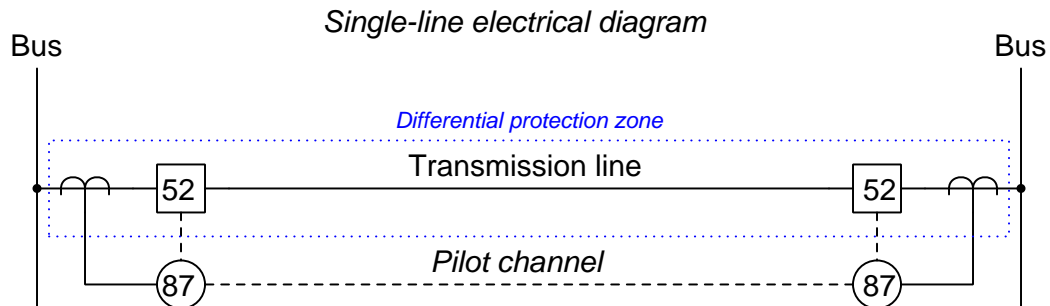 Single-line electrical diagram
Bus
Bus
Differential protection zone
Transmission line
52
52
Pilot channel
87
87